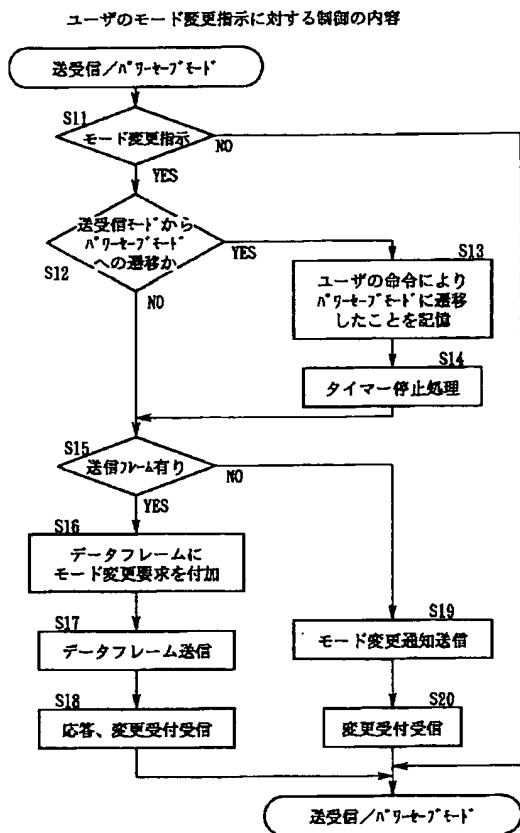 ユーザのモード変更指示に対する制御の内容
送受信/パワーセーブモード
S11
モード変更指示
NO
YES
送受信モードから
パワーセーブモード
への遷移か
S12
YES
NO
S13
ユーザの命令により
パワーセーブモードに遷移
したことを記憶
S14
タイマー停止処理
S15
送信フレーム有り
NO
YES
S16
データフレームに
モード変更要求を付加
S17
データフレーム送信
S18
応答、変更受付受信
S19
モード変更通知送信
S20
変更受付受信
送受信/パワーセーブモード